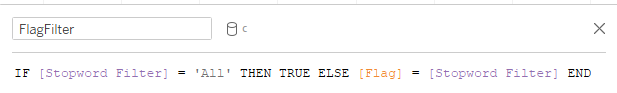 FlagFilter
c
IF [Stopword Filter] = 'All' THEN TRUE ELSE [Flag] = [Stopword Filter] END